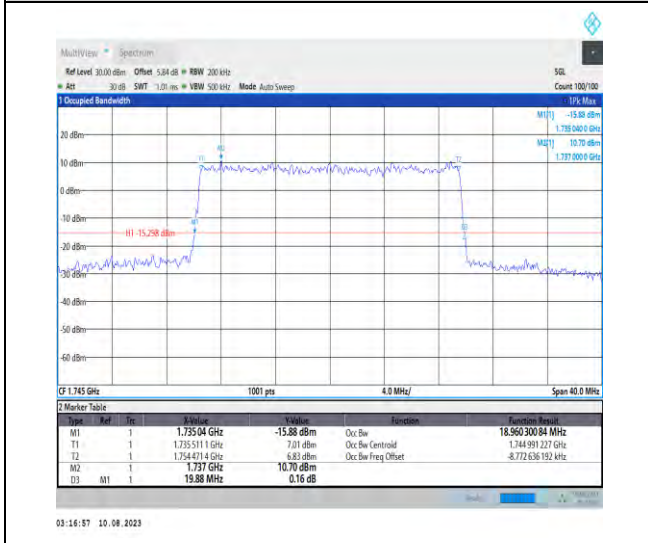 MultiView Spectrum
Ref Level 30.00 dBm Offset 5.84 dB RBW 200 kHz SGL
Att 30 dB SWT 1.01 ms VBW 500 kHz Mode Auto Sweep Count 100/100
1 Occupied Bandwidth 1Pk Max
M1[1] -15.88 dBm
1.735 040 0 GHz
M2[1] 10.70 dBm
1.737 000 0 GHz
20 dBm
M2
T1 T2
10 dBm
0 dBm
-10 dBm
M1
D3
H1 -15.298 dBm
-20 dBm
-30 dBm
-40 dBm
-50 dBm
-60 dBm
CF 1.745 GHz 1001 pts 4.0 MHz/ Span 40.0 MHz
2 Marker Table
Type Ref Trc X-Value Y-Value Function Function Result
M1 1 1.735 04 GHz -15.88 dBm Occ Bw 18.960 300 84 MHz
T1 1 1.735 511 1 GHz 7.01 dBm Occ Bw Centroid 1.744 991 227 GHz
T2 1 1.754 471 4 GHz 6.83 dBm Occ Bw Freq Offset -8.772 636 192 kHz
M2 1 1.737 GHz 10.70 dBm
D3 M1 1 19.88 MHz 0.16 dB
03:16:57 10.08.2023